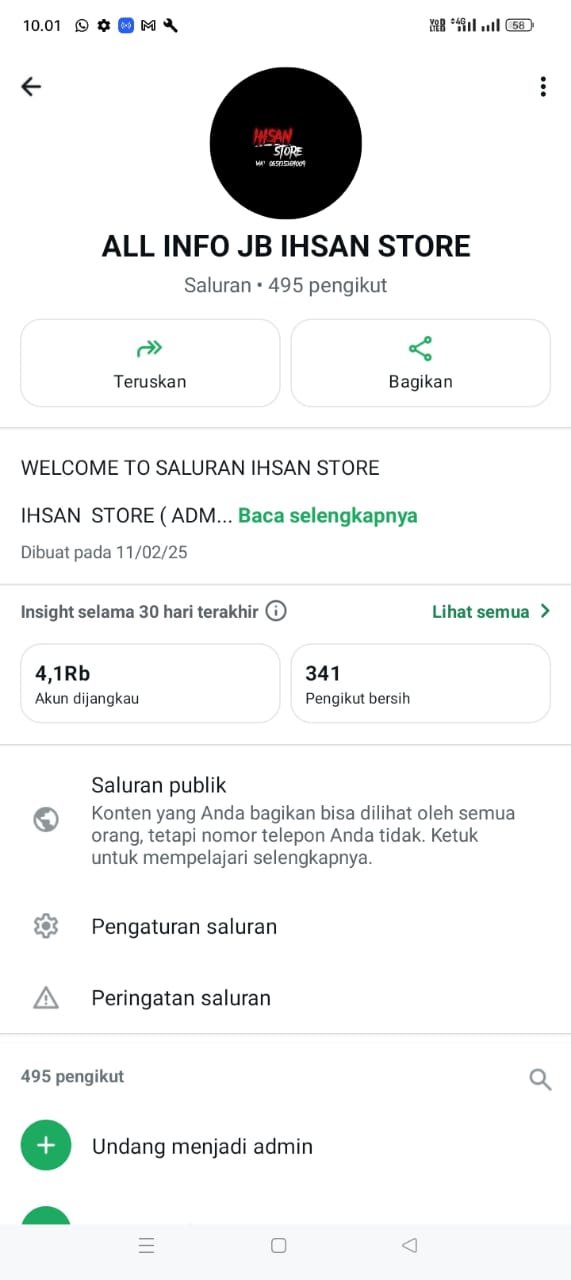 10.01
VoD LTE
4G
58
IHSAN
STORE
ALL INFO JB IHSAN STORE
Saluran • 495 pengikut
Teruskan
Bagikan
WELCOME TO SALURAN IHSAN STORE
IHSAN  STORE ( ADM... Baca selengkapnya
Dibuat pada 11/02/25
Insight selama 30 hari terakhir
Lihat semua
4,1Rb
Akun dijangkau
341
Pengikut bersih
Saluran publik
Konten yang Anda bagikan bisa dilihat oleh semua
orang, tetapi nomor telepon Anda tidak. Ketuk
untuk mempelajari selengkapnya.
Pengaturan saluran
Peringatan saluran
495 pengikut
Undang menjadi admin